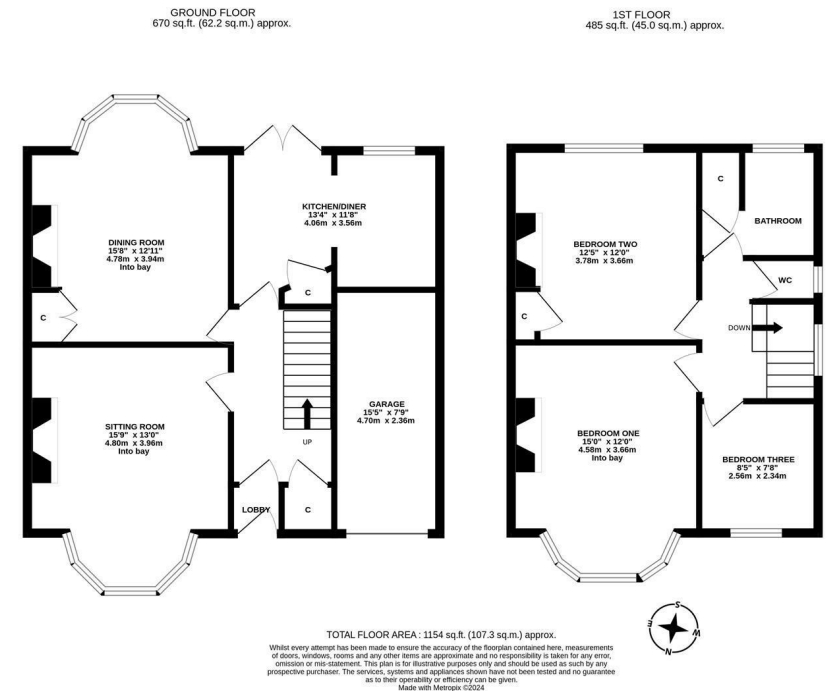 GROUND FLOOR
670 sq.ft. (62.2 sq.m.) approx.
1ST FLOOR
485 sq.ft. (45.0 sq.m.) approx.
DINING ROOM
15'8" x 12'11"
4.78m x 3.94m
Into bay
C
KITCHEN/DINER
13'4" x 11'8"
4.06m x 3.56m
C
SITTING ROOM
15'9" x 13'0"
4.80m x 3.96m
Into bay
GARAGE
15'5" x 7'9"
4.70m x 2.36m
UP
LOBBY
C
BEDROOM TWO
12'5" x 12'0"
3.78m x 3.66m
C
C
BATHROOM
WC
DOWN
BEDROOM ONE
15'0" x 12'0"
4.58m x 3.66m
Into bay
BEDROOM THREE
8'5" x 7'8"
2.56m x 2.34m
S
E
W
N
TOTAL FLOOR AREA : 1154 sq.ft. (107.3 sq.m.) approx.
Whilst every attempt has been made to ensure the accuracy of the floorplan contained here, measurements
of doors, windows, rooms and any other items are approximate and no responsibility is taken for any error,
omission or mis-statement. This plan is for illustrative purposes only and should be used as such by any
prospective purchaser. The services, systems and appliances shown have not been tested and no guarantee
as to their operability or efficiency can be given.
Made with Metropix ©2024